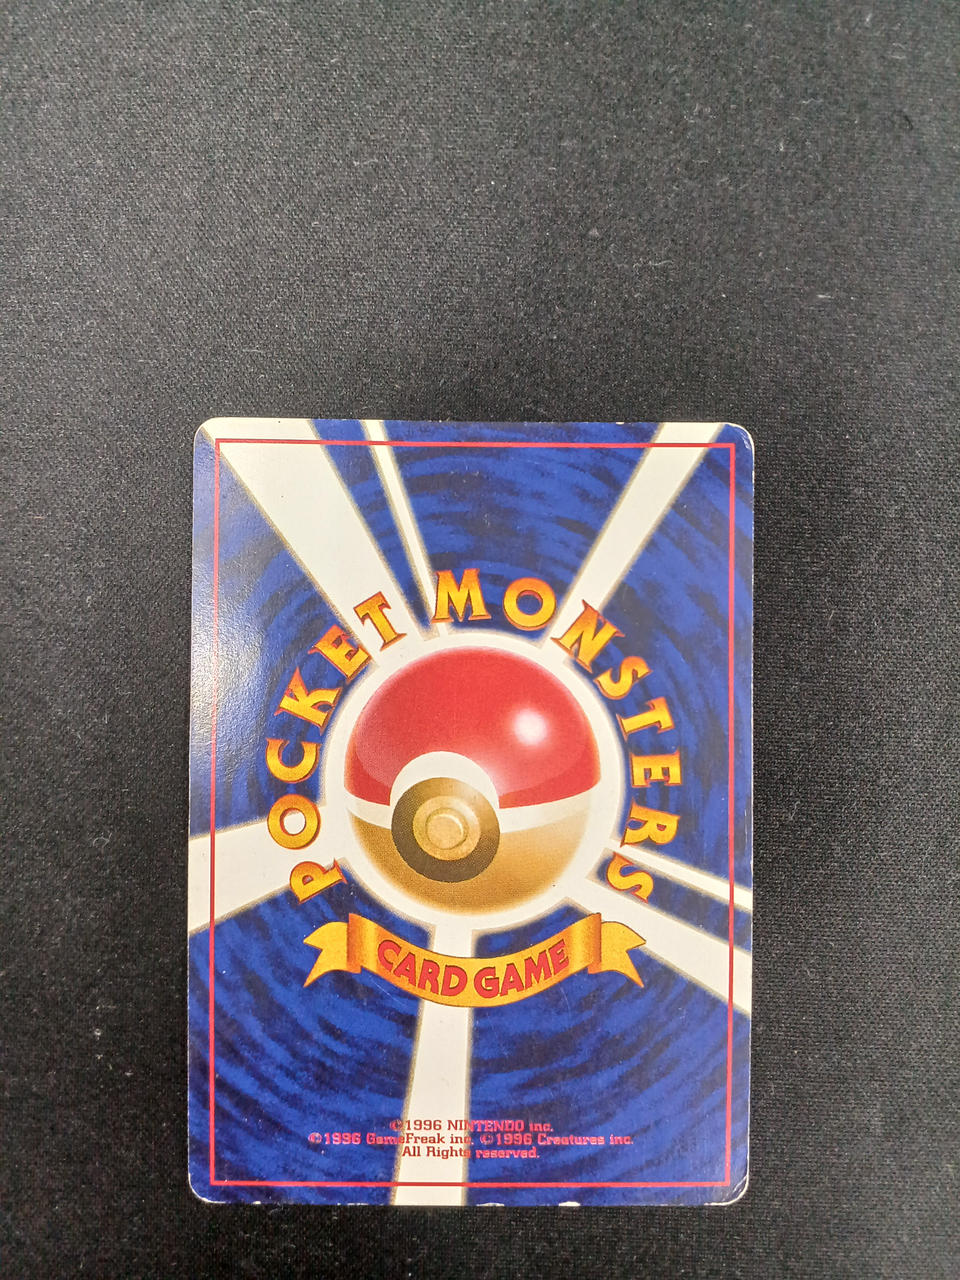 POCKET MONSTERS
CARD GAME
©1996 NINTENDO inc.
©1996 GameFreak inc. ©1996 Creatures inc.
All Rights reserved.